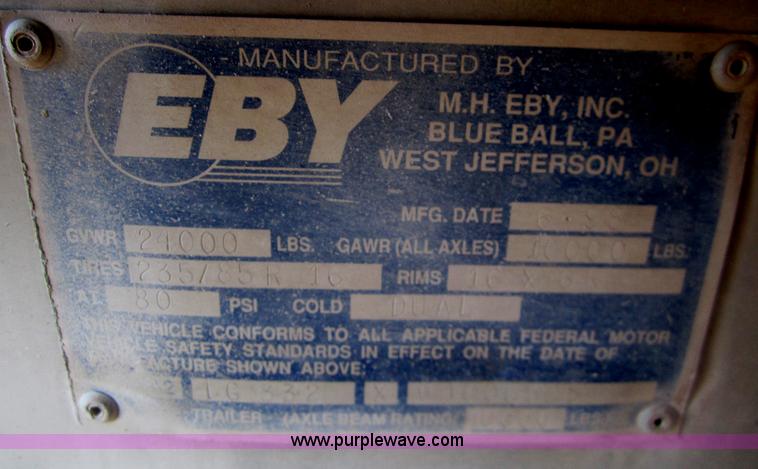 MANUFACTURED BY
EBY
M.H. EBY, INC.
BLUE BALL, PA
WEST JEFFERSON, OH
MFG. DATE
GVWR 24000 LBS. GAWR (ALL AXLES) 10000 LBS.
TIRES 235/85R 16 RIMS 16 X
AT 80 PSI COLD DUAL
THIS VEHICLE CONFORMS TO ALL APPLICABLE FEDERAL MOTOR
VEHICLE SAFETY STANDARDS IN EFFECT ON THE DATE OF
MANUFACTURE SHOWN ABOVE:
TRAILER (AXLE BEAM RATING LBS.
www.purplewave.com